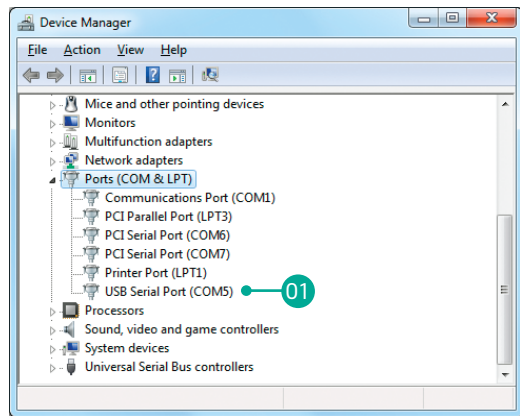 Device Manager
File Action View Help
Mice and other pointing devices
Monitors
Multifunction adapters
Network adapters
Ports (COM & LPT)
Communications Port (COM1)
PCI Parallel Port (LPT3)
PCI Serial Port (COM6)
PCI Serial Port (COM7)
Printer Port (LPT1)
USB Serial Port (COM5) 01
Processors
Sound, video and game controllers
System devices
Universal Serial Bus controllers